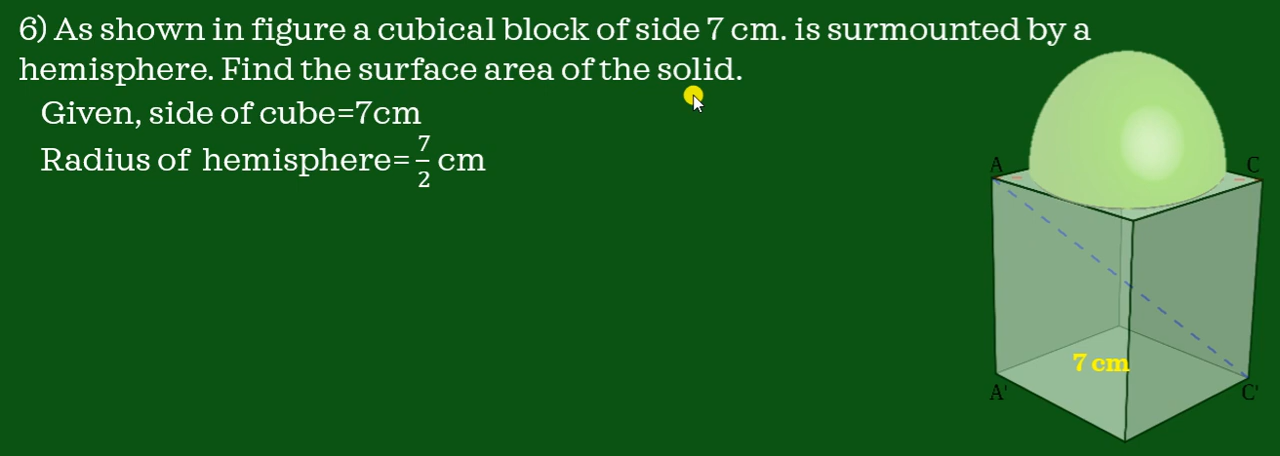 6) As shown in figure a cubical block of side 7 cm. is surmounted by a
hemisphere. Find the surface area of the solid.
Given, side of cube=7cm
Radius of hemisphere=7/2 cm
A
C
7 cm
A'
C'